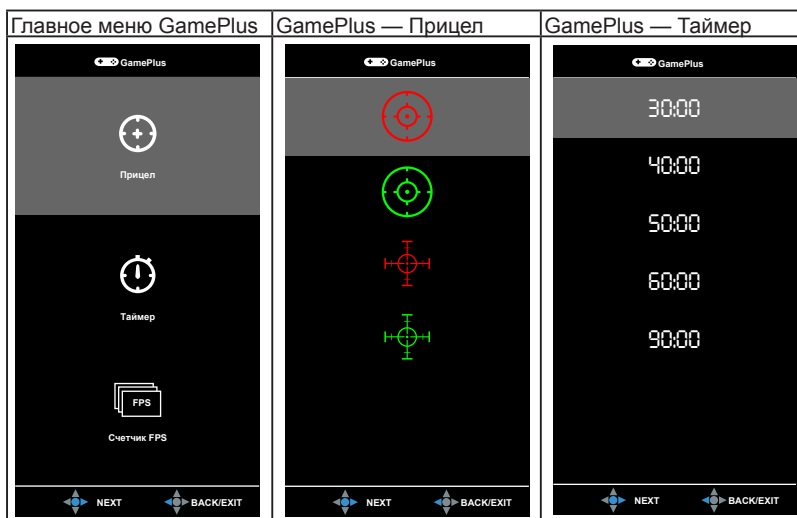 Главное меню GamePlus
GamePlus — Прицел
GamePlus — Таймер
GamePlus
Прицел
Таймер
FPS
Счетчик FPS
NEXT
BACK/EXIT
GamePlus
NEXT
BACK/EXIT
GamePlus
30:00
40:00
50:00
60:00
90:00
NEXT
BACK/EXIT